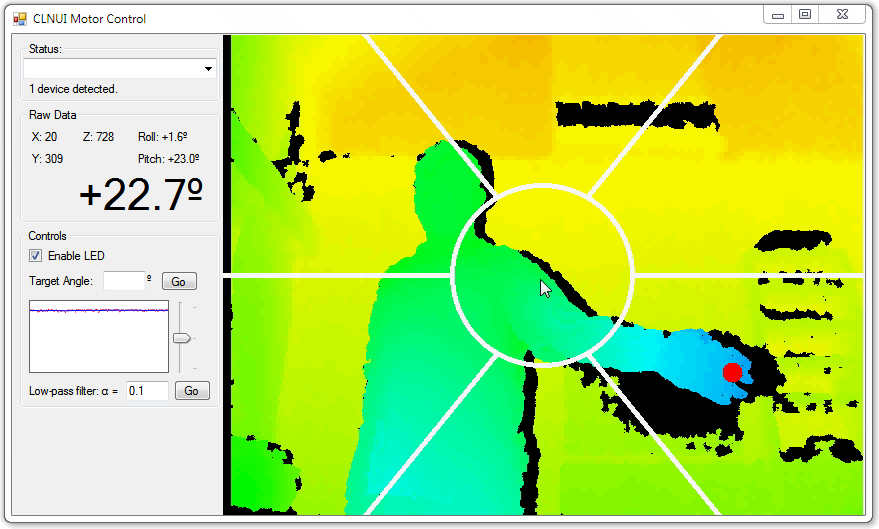 CLNUI Motor Control
Status:
1 device detected.
Raw Data
X: 20 Z: 728 Roll: +1.6º
Y: 309 Pitch: +23.0º
+22.7º
Controls
Enable LED
Target Angle: º Go
Low-pass filter: α = 0.1 Go